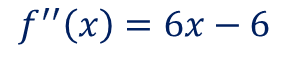 f''(x) = 6x − 6